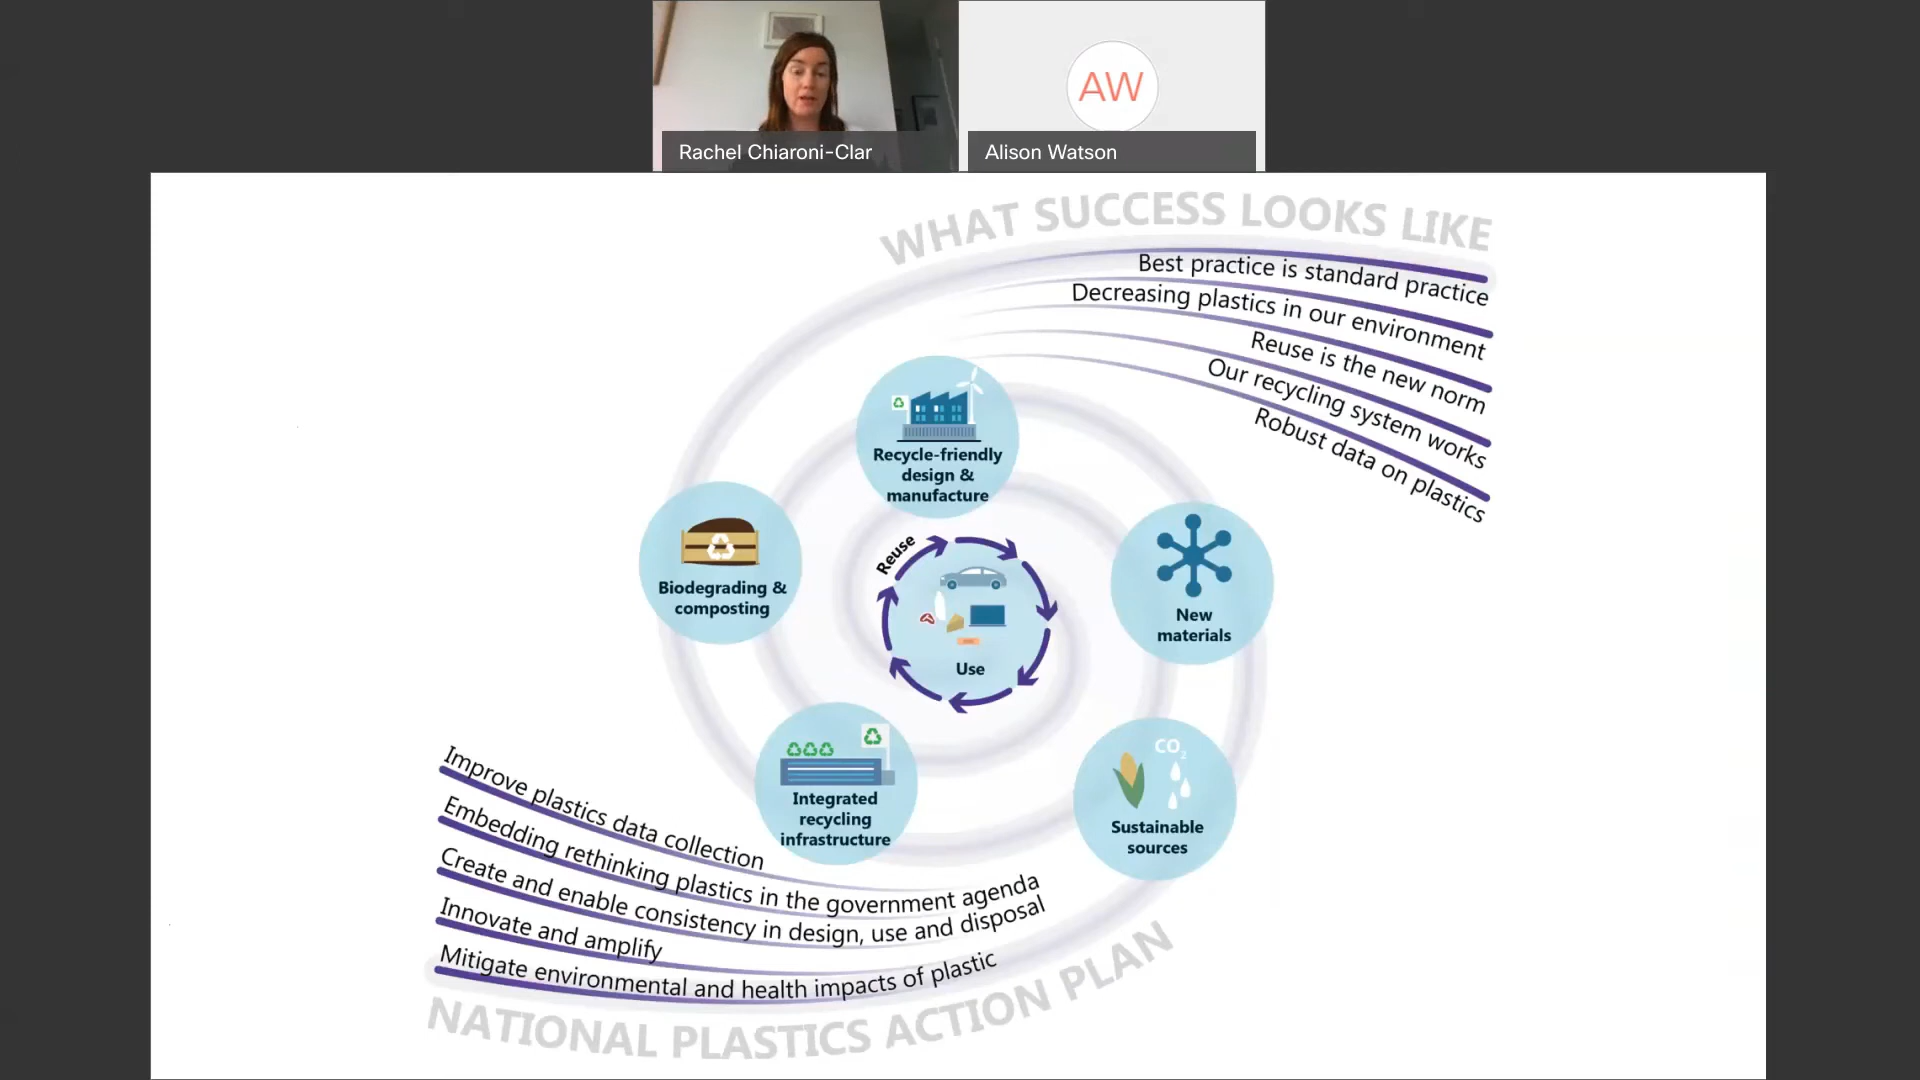 AW
Rachel Chiaroni-Clar
Alison Watson
WHAT SUCCESS LOOKS LIKE
Best practice is standard practice
Decreasing plastics in our environment
Reuse is the new norm
Our recycling system works
Robust data on plastics
Recycle-friendly
design &
manufacture
Biodegrading &
composting
Reuse
Use
New
materials
Integrated
recycling
infrastructure
CO2
Sustainable
sources
Improve plastics data collection
Embedding rethinking plastics in the government agenda
Create and enable consistency in design, use and disposal
Innovate and amplify
Mitigate environmental and health impacts of plastic
NATIONAL PLASTICS ACTION PLAN